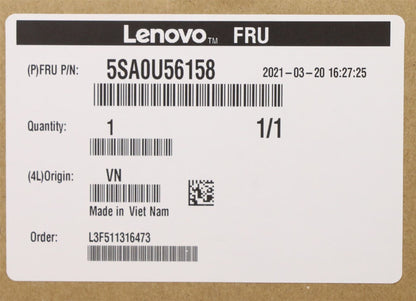 Lenovo™ FRU
(P)FRU P/N: 5SA0U56158 2021-03-20 16:27:25
Quantity: 1 1/1
(4L)Origin: VN
Made in Viet Nam
Order: L3F511316473